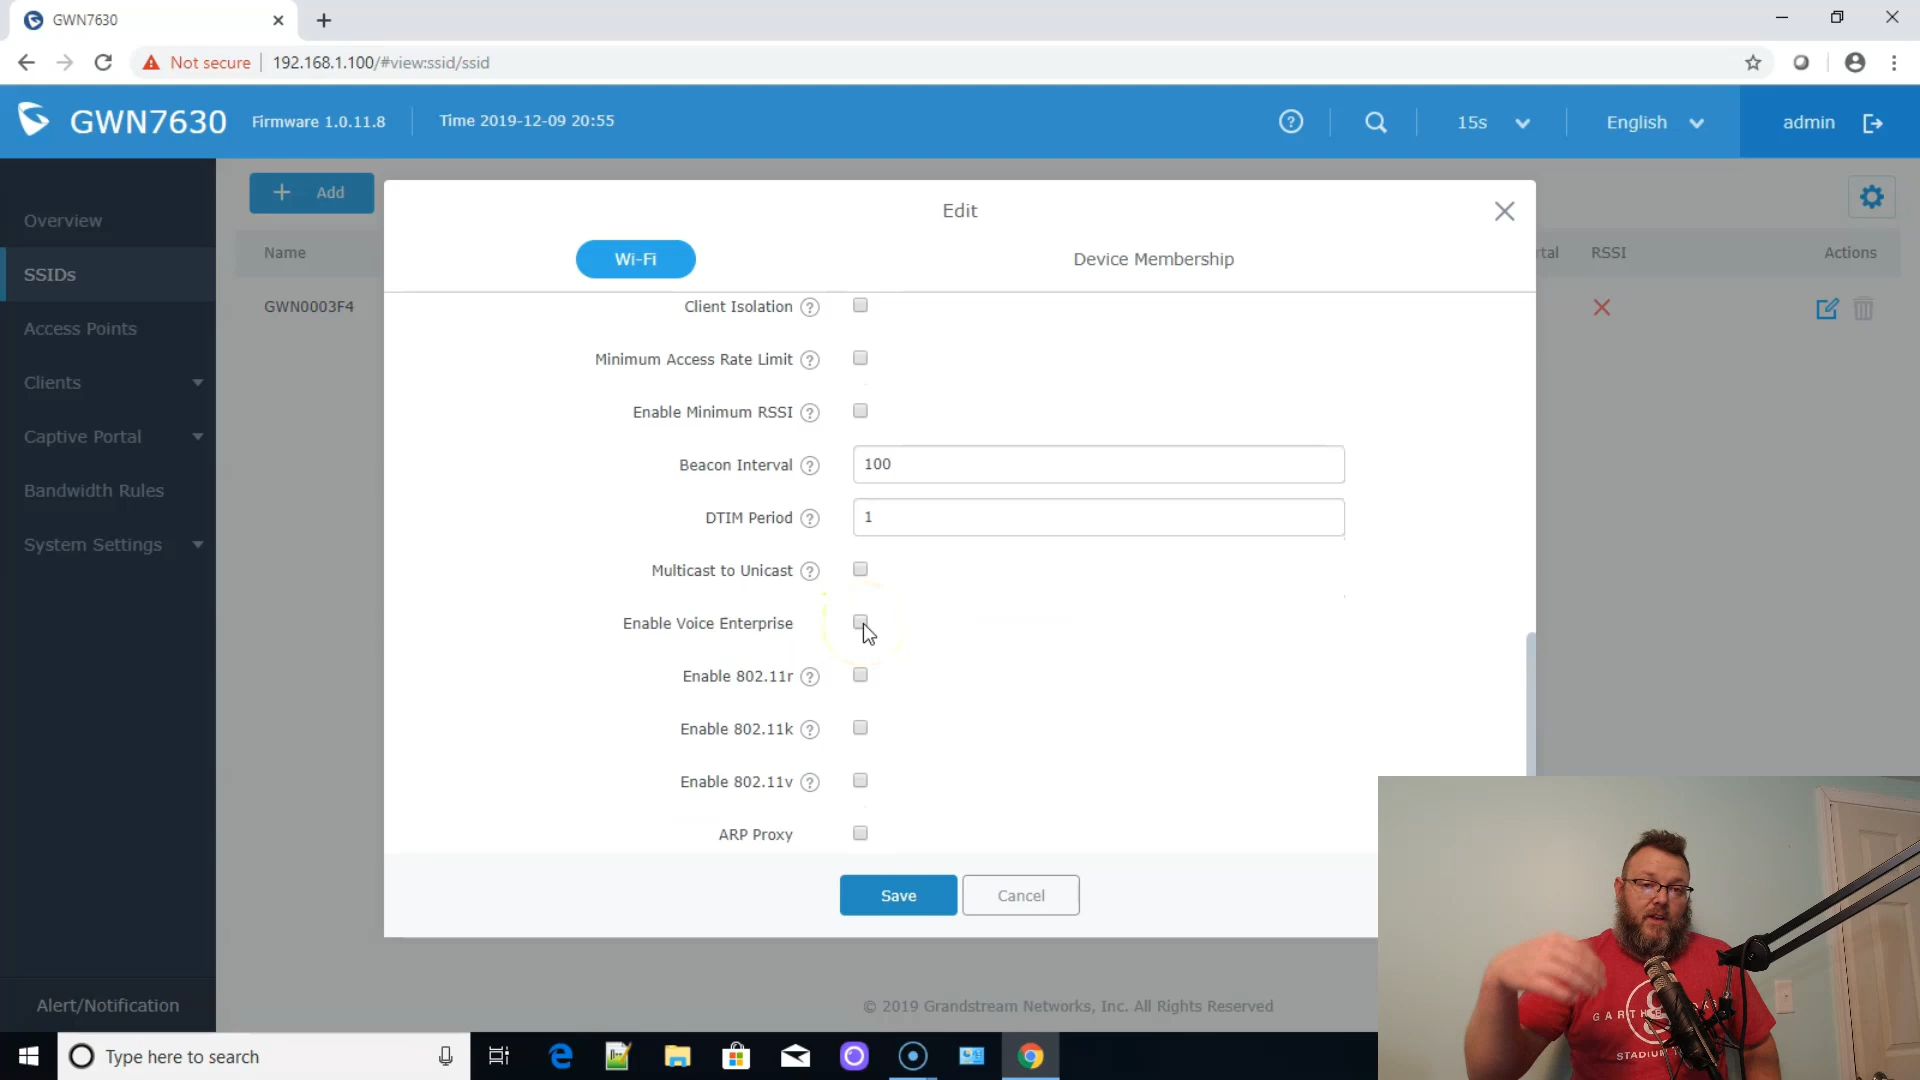 GWN7630
Not secure
192.168.1.100/#view:ssid/ssid
GWN7630
Firmware 1.0.11.8
Time 2019-12-09 20:55
15s
English
admin
Overview
SSIDs
Access Points
Clients
Captive Portal
Bandwidth Rules
System Settings
Alert/Notification
Add
Name
tal
RSSI
Actions
GWN0003F4
Edit
Wi-Fi
Device Membership
Client Isolation
Minimum Access Rate Limit
Enable Minimum RSSI
Beacon Interval
100
DTIM Period
1
Multicast to Unicast
Enable Voice Enterprise
Enable 802.11r
Enable 802.11k
Enable 802.11v
ARP Proxy
Save
Cancel
© 2019 Grandstream Networks, Inc. All Rights Reserved
Type here to search
GARTH
STADIUM